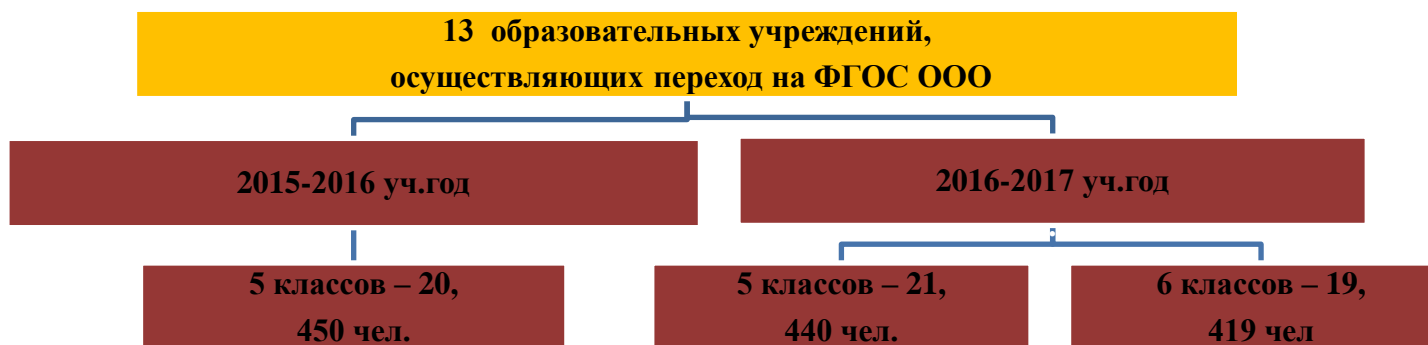 13 образовательных учреждений,
осуществляющих переход на ФГОС ООО
2015-2016 уч.год
2016-2017 уч.год
5 классов – 20,
450 чел.
5 классов – 21,
440 чел.
6 классов – 19,
419 чел